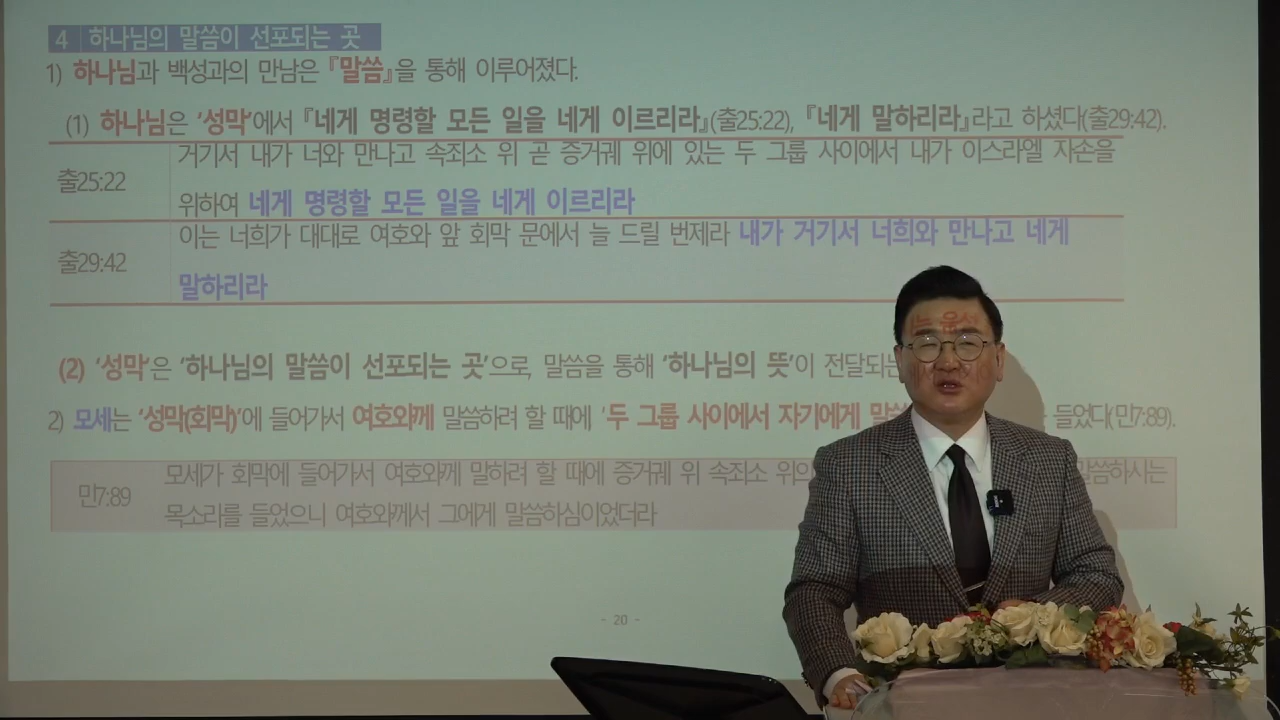 4 하나님의 말씀이 선포되는 곳
1) 하나님과 백성과의 만남은 『말씀』을 통해 이루어졌다.
(1) 하나님은 '성막'에서 『네게 명령할 모든 일을 네게 이르리라』(출25:22), 『네게 말하리라』라고 하셨다(출29:42).
출25:22
거기서 내가 너와 만나고 속죄소 위 곧 증거궤 위에 있는 두 그룹 사이에서 내가 이스라엘 자손을
위하여 네게 명령할 모든 일을 네게 이르리라
출29:42
이는 너희가 대대로 여호와 앞 회막 문에서 늘 드릴 번제라 내가 거기서 너희와 만나고 네게
말하리라
(2) '성막'은 '하나님의 말씀이 선포되는 곳'으로, 말씀을 통해 '하나님의 뜻'이 전달되는
2) 모세는 '성막(회막)'에 들어가서 여호와께 말씀하려 할 때에 '두 그룹 사이에서 자기에게 들었다(만7:89).
만7:89
모세가 회막에 들어가서 여호와께 말하려 할 때에 증거궤 위 속죄소 위의 말씀하시는
목소리를 들었으니 여호와께서 그에게 말씀하심이었더라
- 20 -